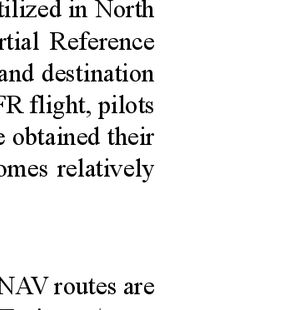 tilized in North
rtial Reference
and destination
FR flight, pilots
e obtained their
omes relatively
NAV routes are